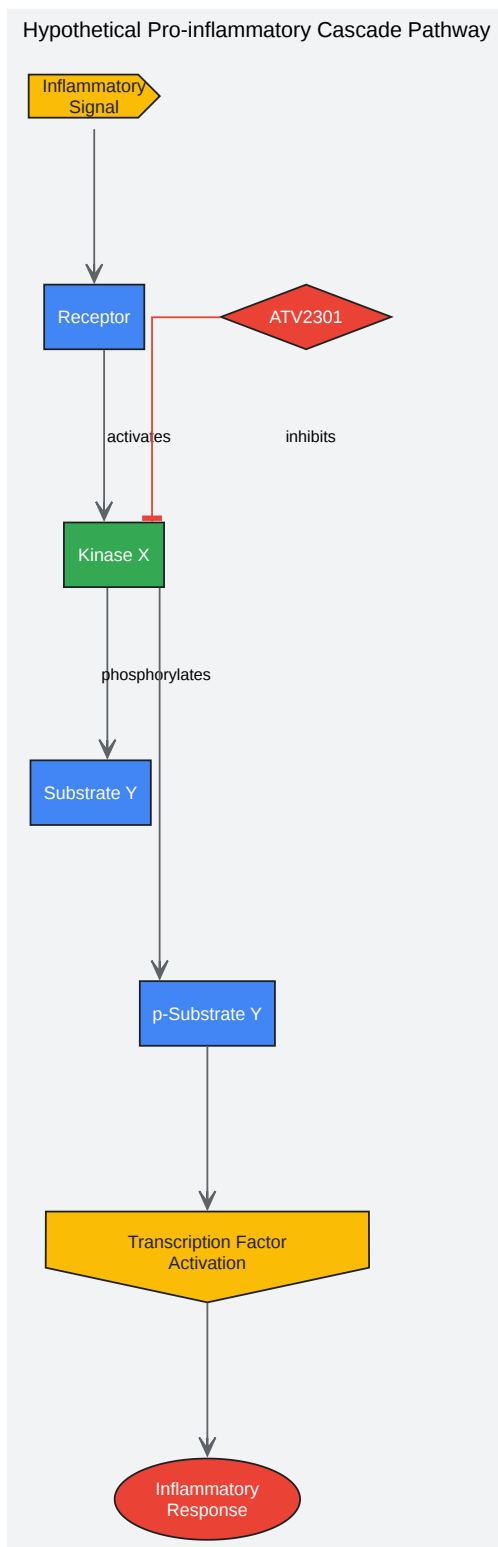 Hypothetical Pro-inflammatory Cascade Pathway
Inflammatory
Signal
Receptor
ATV2301
activates
inhibits
Kinase X
phosphorylates
Substrate Y
p-Substrate Y
Transcription Factor
Activation
Inflammatory
Response